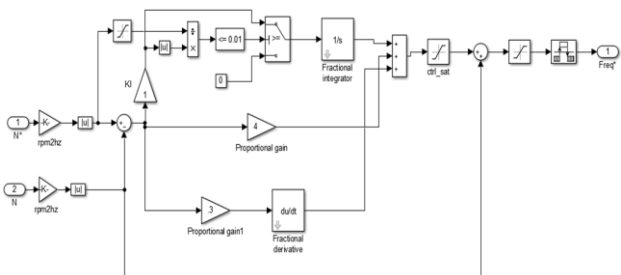 |u|
÷
×
<= 0.01
>=
0
1/s
Fractional
integrator
KI
1
ctrl_sat
1
Freq*
1
N*
-K-
rpm2hz
|u|
4
Proportional gain
2
N
-K-
rpm2hz
|u|
.3
Proportional gain1
du/dt
Fractional
derivative